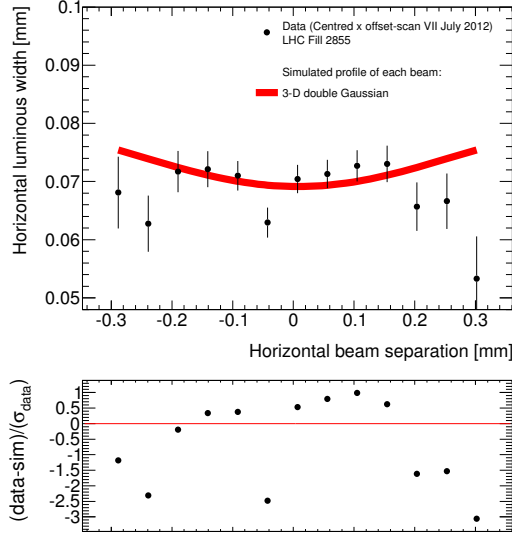 Horizontal luminous width [mm]
0.1
0.09
0.08
0.07
0.06
0.05
Data (Centred x offset-scan VII July 2012)
LHC Fill 2855
Simulated profile of each beam:
3-D double Gaussian
-0.3 -0.2 -0.1 0 0.1 0.2 0.3
Horizontal beam separation [mm]
(data-sim)/(σdata)
1
0.5
0
-0.5
-1
-1.5
-2
-2.5
-3